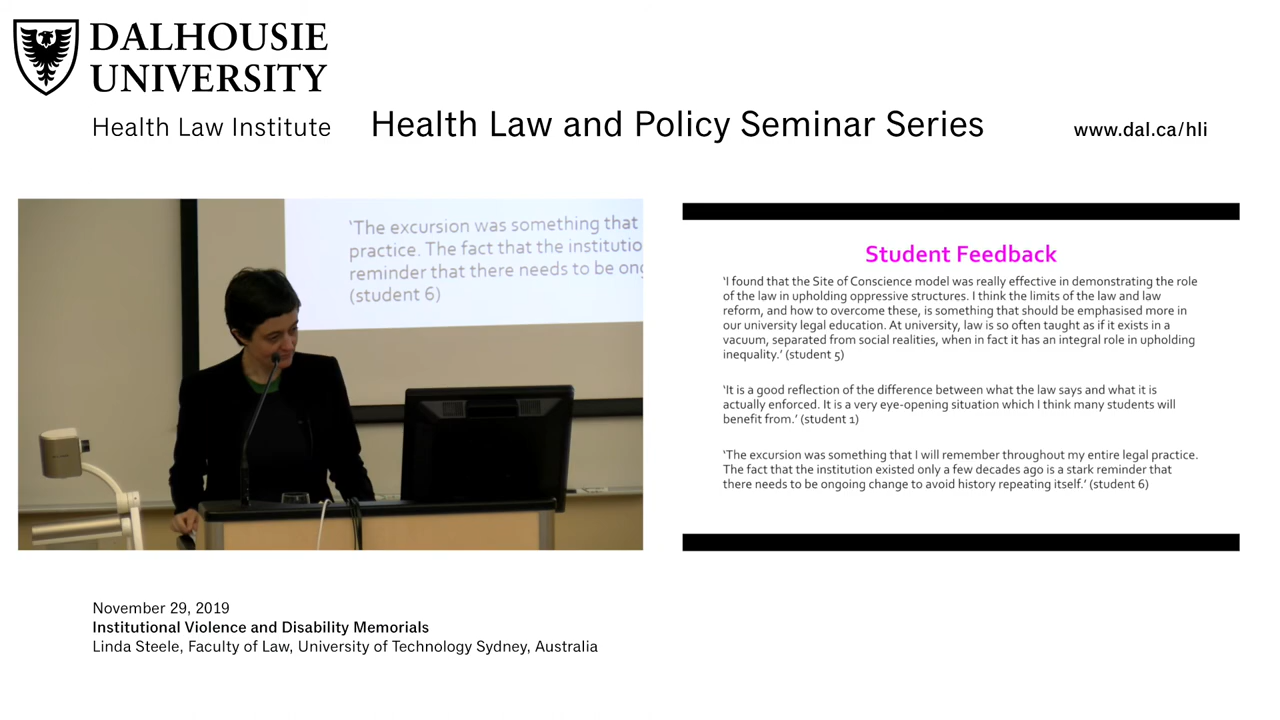 DALHOUSIE
UNIVERSITY
Health Law Institute
Health Law and Policy Seminar Series
www.dal.ca/hli
‘The excursion was something that
practice. The fact that the institutio
reminder that there needs to be ong
(student 6)
Student Feedback
‘I found that the Site of Conscience model was really effective in demonstrating the role
of the law in upholding oppressive structures. I think the limits of the law and law
reform, and how to overcome these, is something that should be emphasised more in
our university legal education. At university, law is so often taught as if it exists in a
vacuum, separated from social realities, when in fact it has an integral role in upholding
inequality.’ (student 5)
‘It is a good reflection of the difference between what the law says and what it is
actually enforced. It is a very eye-opening situation which I think many students will
benefit from.’ (student 1)
‘The excursion was something that I will remember throughout my entire legal practice.
The fact that the institution existed only a few decades ago is a stark reminder that
there needs to be ongoing change to avoid history repeating itself.’ (student 6)
November 29, 2019
Institutional Violence and Disability Memorials
Linda Steele, Faculty of Law, University of Technology Sydney, Australia